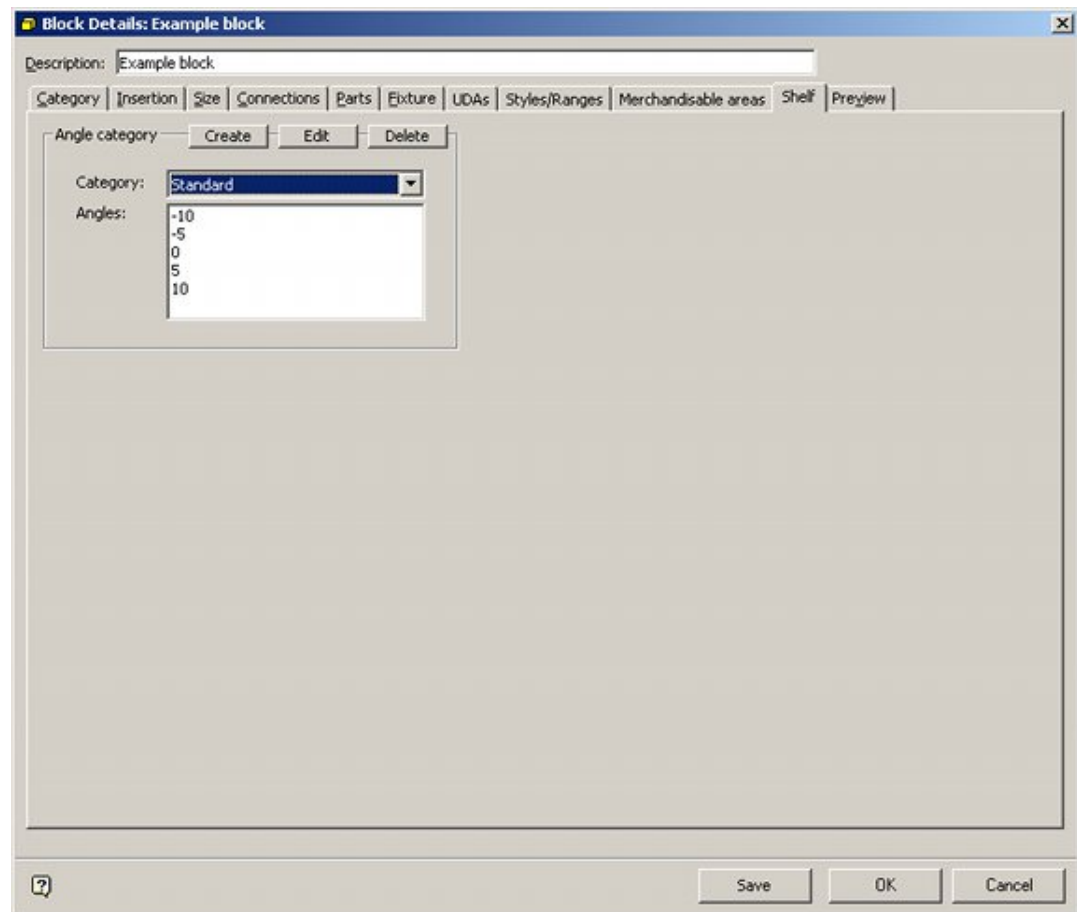 Block Details: Example block
Description: Example block
Category Insertion Size Connections Parts Fixture UDAs Styles/Ranges Merchandisable areas Shelf Preview
Angle category Create Edit Delete
Category: Standard
Angles: -10
-5
0
5
10
? Save OK Cancel